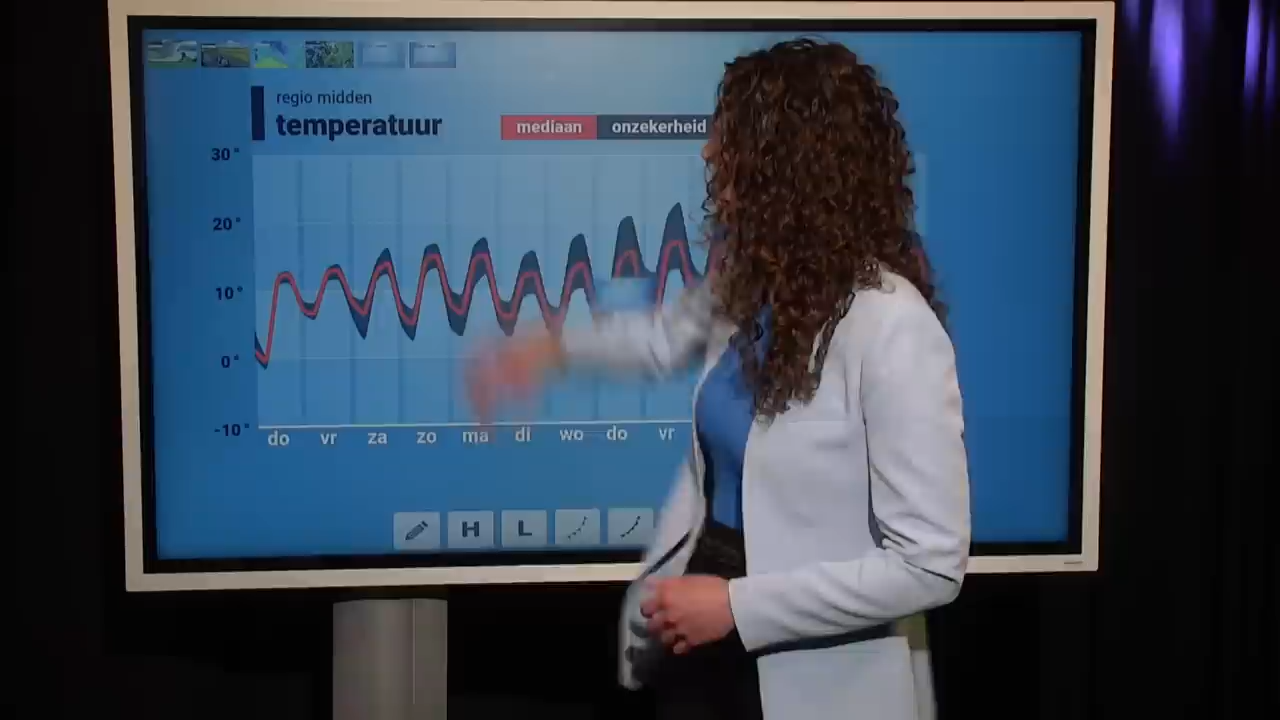 regio midden
temperatuur
mediaan onzekerheid
30°
20°
10°
0°
-10°
do vr za zo ma di wo do vr
H L